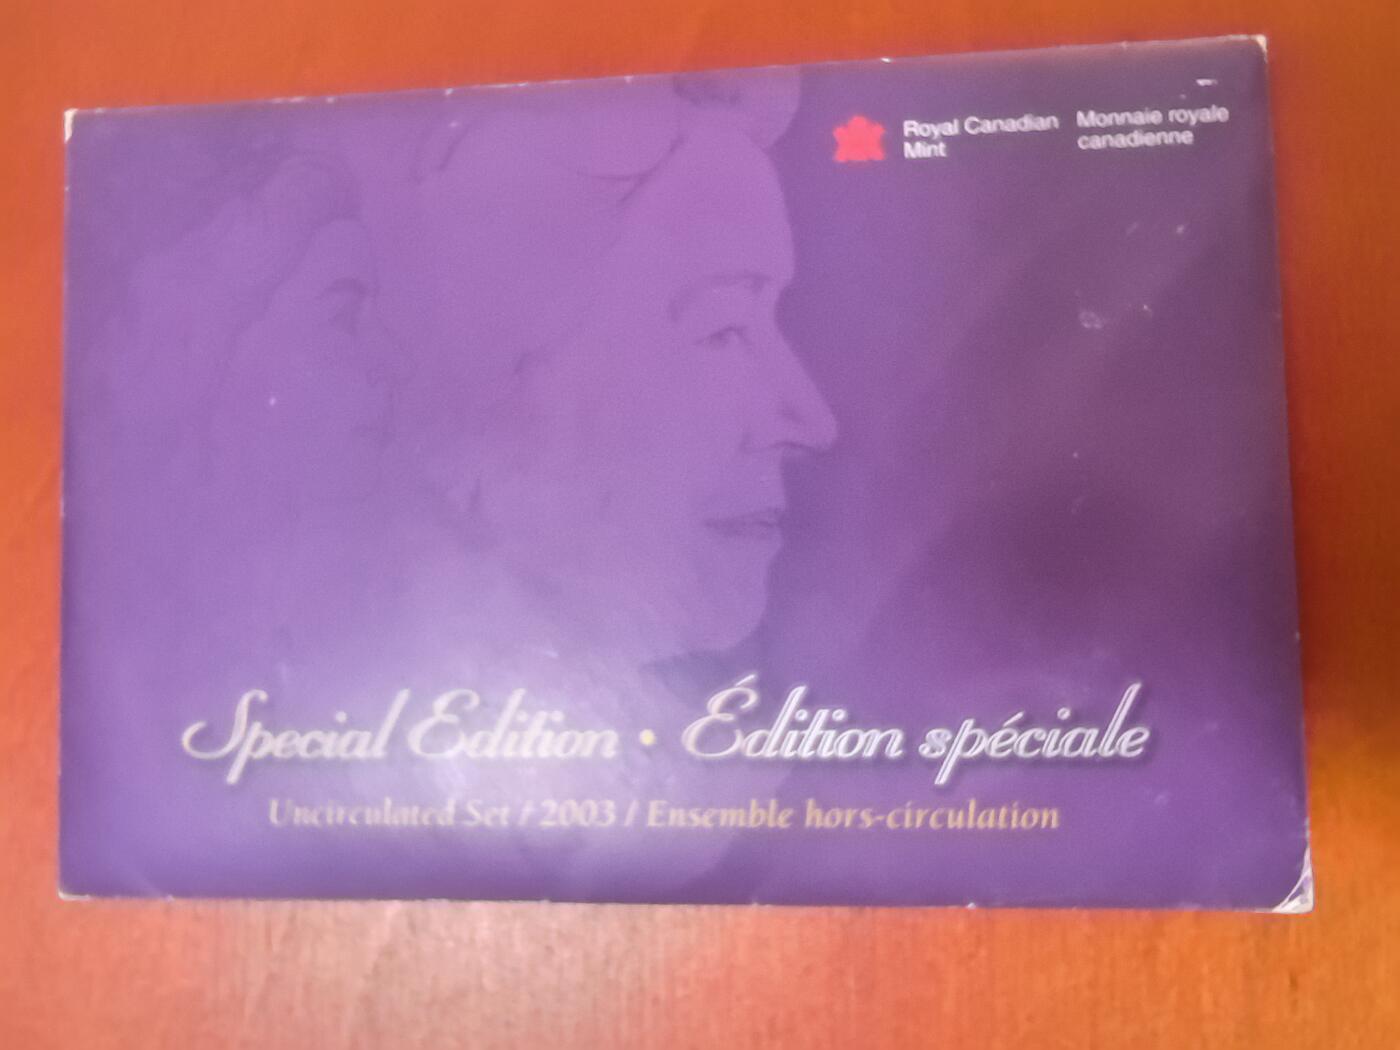 Royal Canadian Mint
Monnaie royale canadienne
Special Edition • Édition spéciale
Uncirculated Set / 2003 / Ensemble hors-circulation